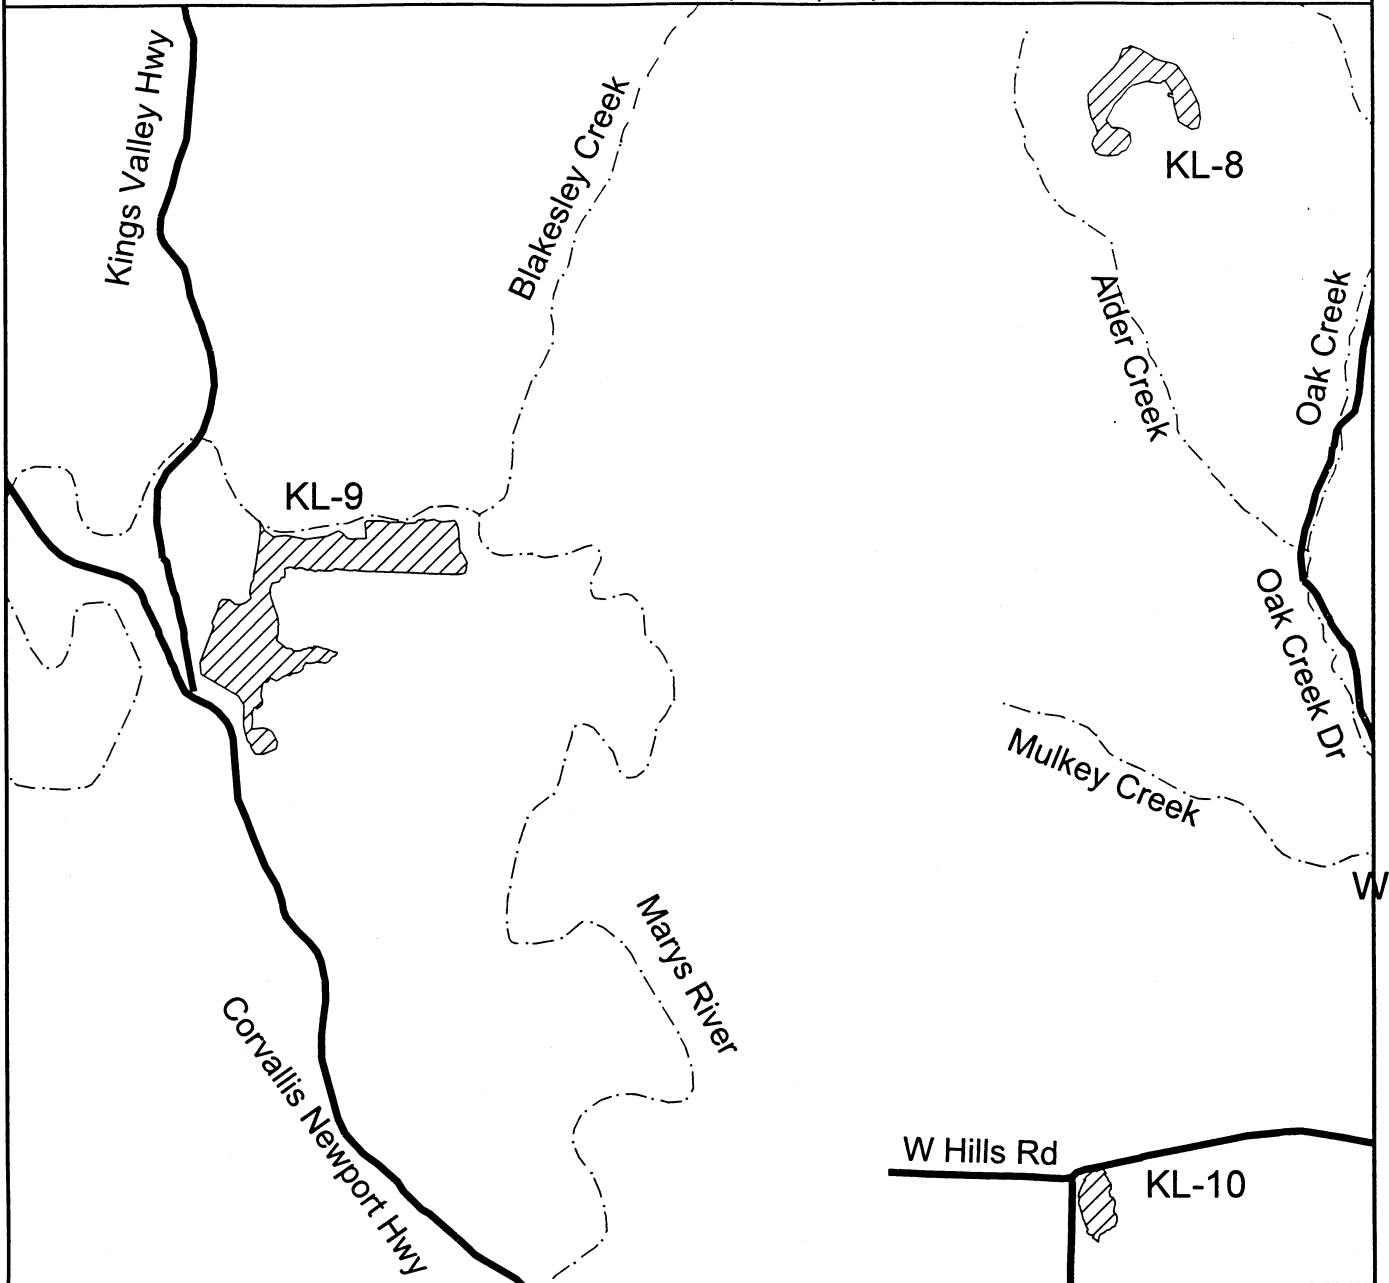 Kings Valley Hwy
Blakesley Creek
KL-8
Alder Creek
Oak Creek
KL-9
Oak Creek Dr
Mulkey Creek
W
Marys River
Corvallis Newport Hwy
W Hills Rd
KL-10